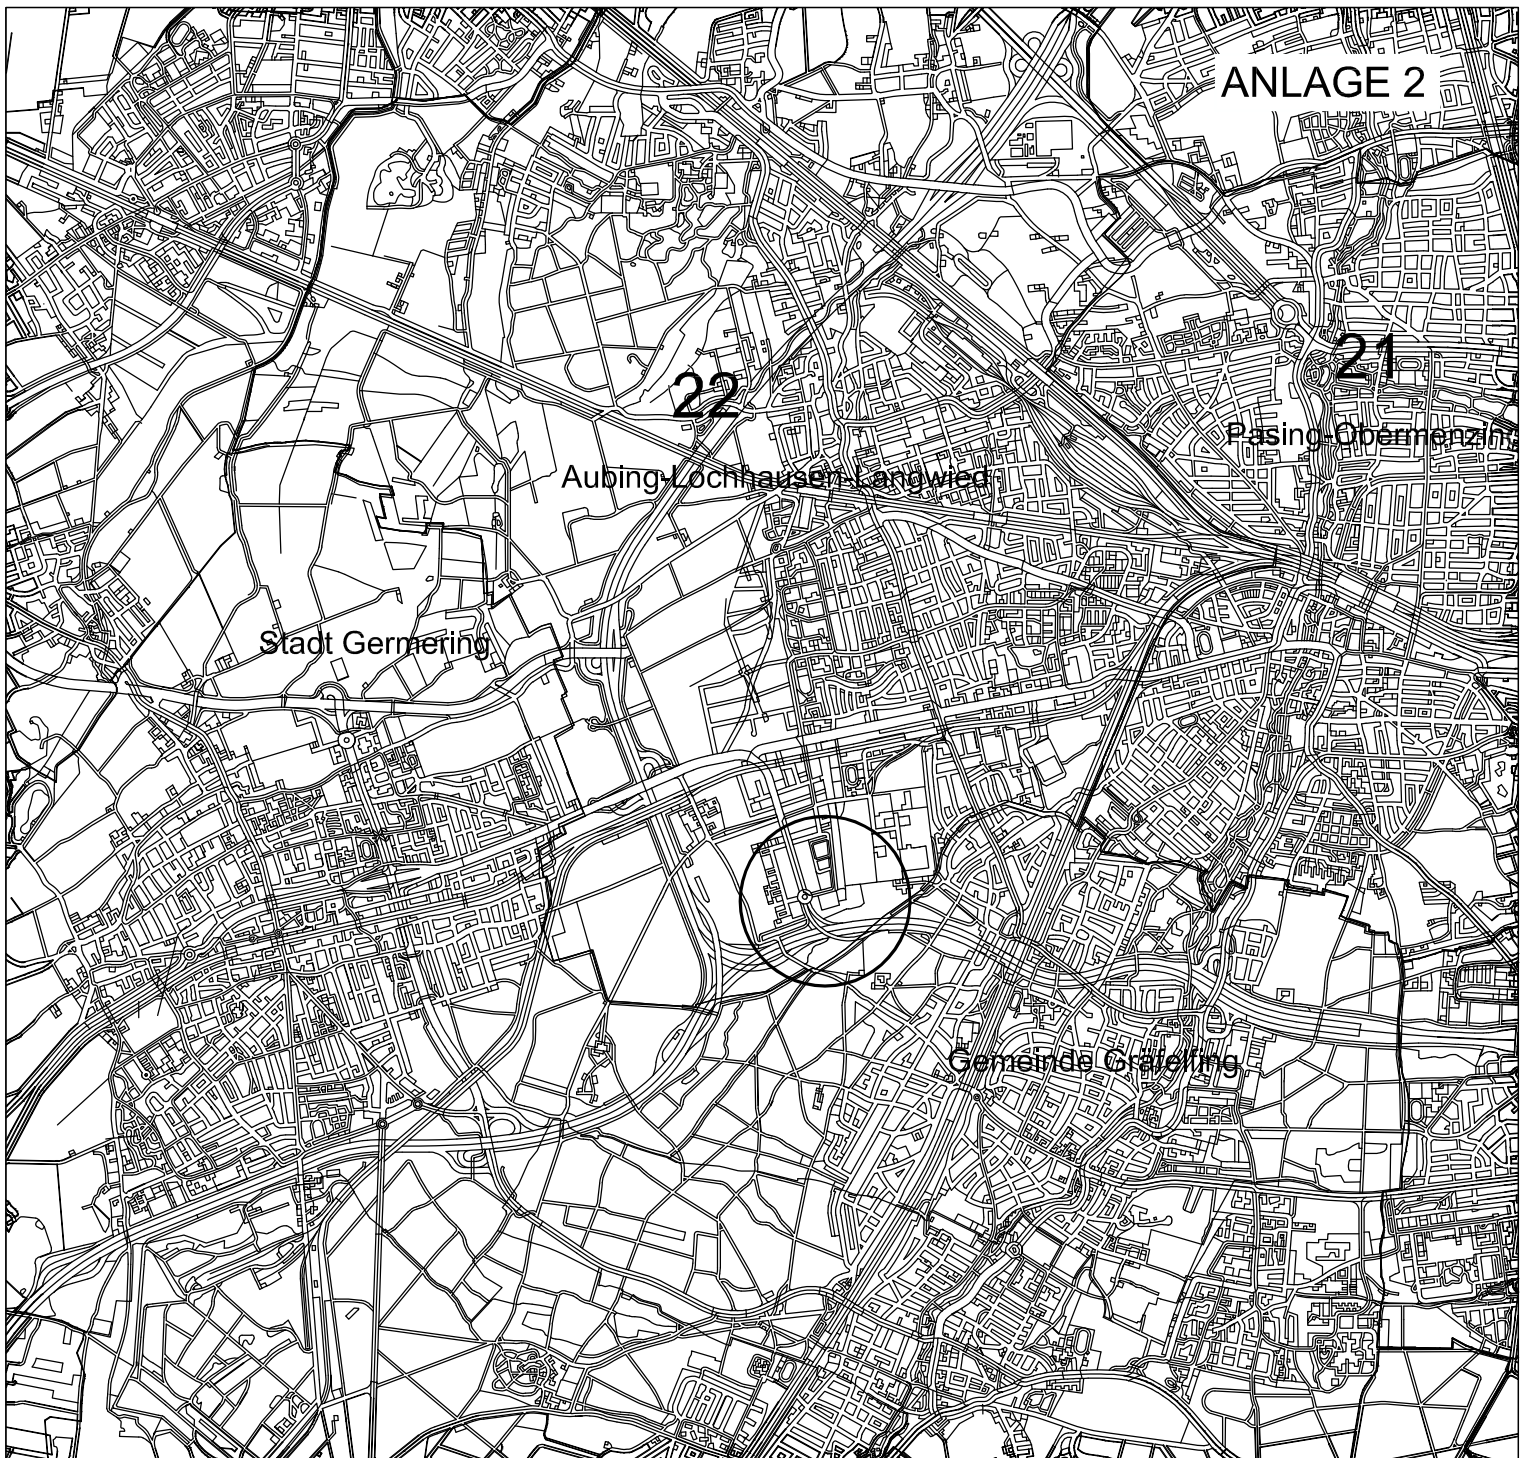 ANLAGE 2
21
22
Pasing-Obermenzing
Aubing-Lochhausen-Langwied
Stadt Germering
Gemeinde Gräfelfing